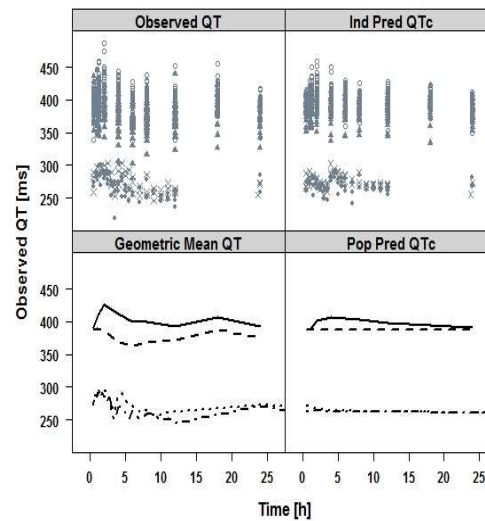 Observed QT
Ind Pred QTc
450
400
350
300
250
Geometric Mean QT
Pop Pred QTc
450
400
350
300
250
Observed QT [ms]
0 5 10 15 20 25
0 5 10 15 20 25
Time [h]